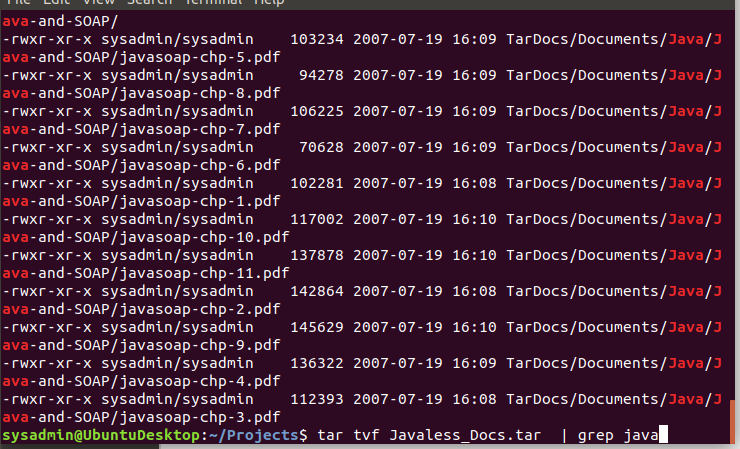 File Edit View Search Terminal Help
ava-and-SOAP/
-rwxr-xr-x sysadmin/sysadmin    103234 2007-07-19 16:09 TarDocs/Documents/Java/J
ava-and-SOAP/javasoap-chp-5.pdf
-rwxr-xr-x sysadmin/sysadmin     94278 2007-07-19 16:09 TarDocs/Documents/Java/J
ava-and-SOAP/javasoap-chp-8.pdf
-rwxr-xr-x sysadmin/sysadmin    106225 2007-07-19 16:09 TarDocs/Documents/Java/J
ava-and-SOAP/javasoap-chp-7.pdf
-rwxr-xr-x sysadmin/sysadmin     70628 2007-07-19 16:09 TarDocs/Documents/Java/J
ava-and-SOAP/javasoap-chp-6.pdf
-rwxr-xr-x sysadmin/sysadmin    102281 2007-07-19 16:08 TarDocs/Documents/Java/J
ava-and-SOAP/javasoap-chp-1.pdf
-rwxr-xr-x sysadmin/sysadmin    117002 2007-07-19 16:10 TarDocs/Documents/Java/J
ava-and-SOAP/javasoap-chp-10.pdf
-rwxr-xr-x sysadmin/sysadmin    137878 2007-07-19 16:10 TarDocs/Documents/Java/J
ava-and-SOAP/javasoap-chp-11.pdf
-rwxr-xr-x sysadmin/sysadmin    142864 2007-07-19 16:08 TarDocs/Documents/Java/J
ava-and-SOAP/javasoap-chp-2.pdf
-rwxr-xr-x sysadmin/sysadmin    145629 2007-07-19 16:10 TarDocs/Documents/Java/J
ava-and-SOAP/javasoap-chp-9.pdf
-rwxr-xr-x sysadmin/sysadmin    136322 2007-07-19 16:09 TarDocs/Documents/Java/J
ava-and-SOAP/javasoap-chp-4.pdf
-rwxr-xr-x sysadmin/sysadmin    112393 2007-07-19 16:08 TarDocs/Documents/Java/J
ava-and-SOAP/javasoap-chp-3.pdf
sysadmin@UbuntuDesktop:~/Projects$ tar tvf Javaless_Docs.tar  | grep java